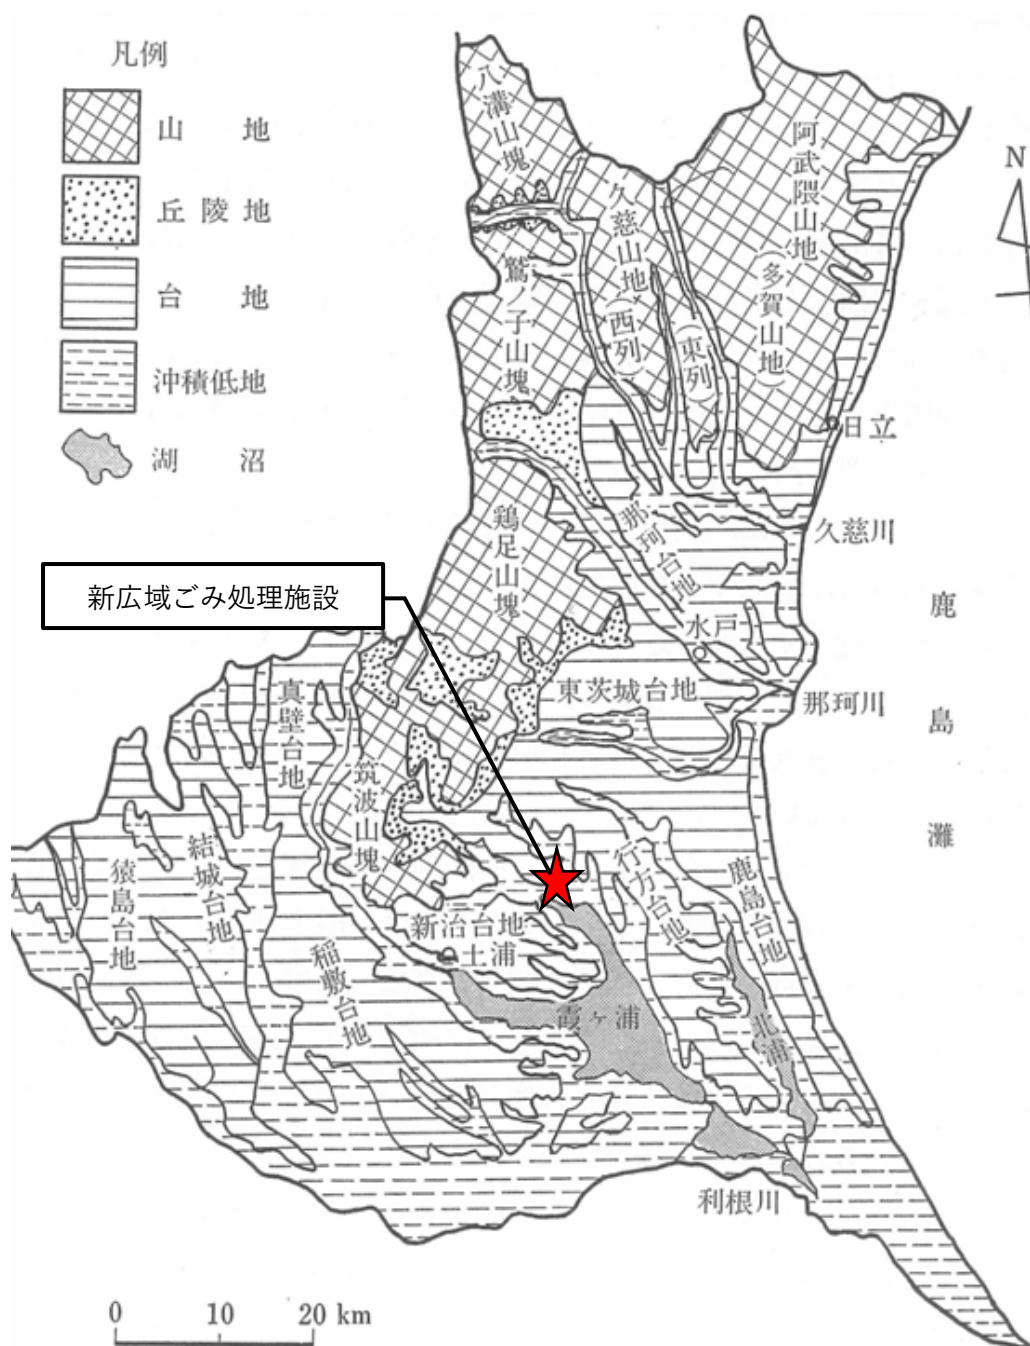 凡例
山地
丘陵地
台地
沖積低地
湖沼
N
八溝山塊
久慈山地
(西列)
(東列)
阿武隈山地
(多賀山地)
鷲ノ子山塊
日立
久慈川
那珂台地
鶏足山塊
新広域ごみ処理施設
水戸
鹿島灘
東茨城台地
那珂川
真壁台地
筑波山塊
結城台地
猿島台地
行方台地
鹿島台地
新治台地
土浦
稲敷台地
霞ヶ浦
北浦
利根川
0 10 20 km